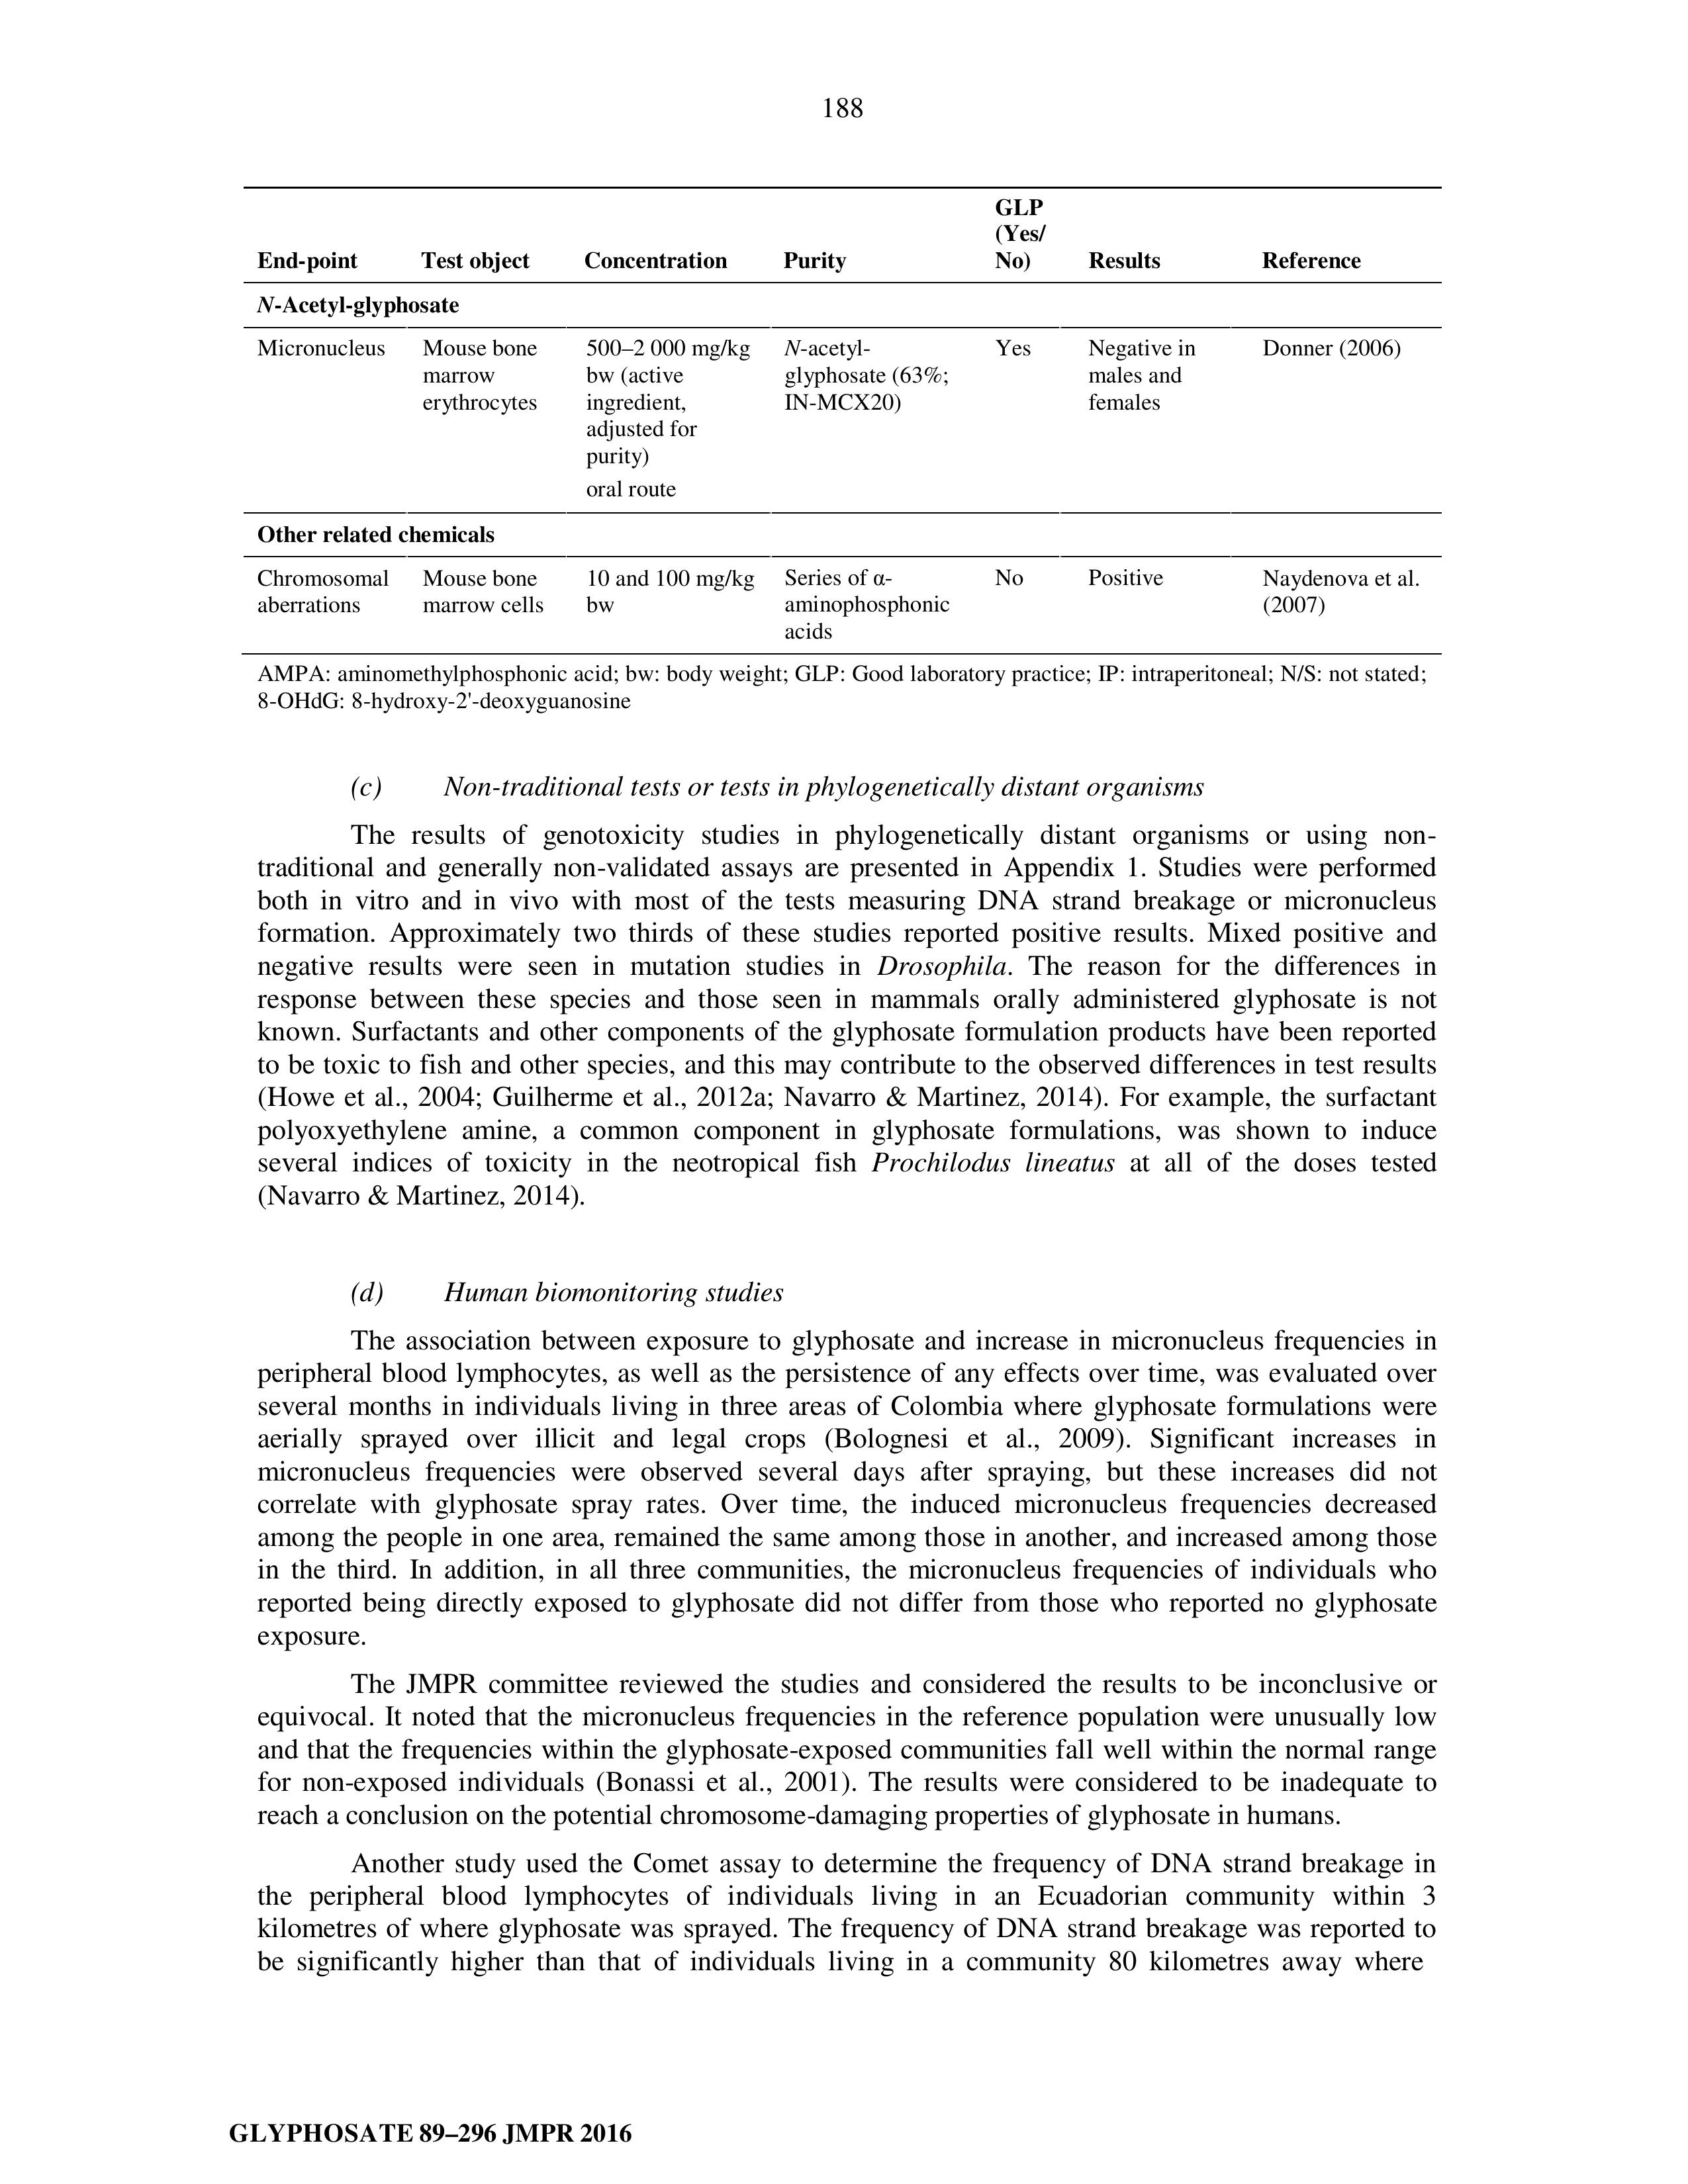 188
End-point Test object Concentration Purity GLP (Yes/ No) Results Reference
N-Acetyl-glyphosate
Micronucleus Mouse bone marrow erythrocytes 500–2 000 mg/kg bw (active ingredient, adjusted for purity) oral route N-acetyl-glyphosate (63%; IN-MCX20) Yes Negative in males and females Donner (2006)
Other related chemicals
Chromosomal aberrations Mouse bone marrow cells 10 and 100 mg/kg bw Series of α-aminophosphonic acids No Positive Naydenova et al. (2007)
AMPA: aminomethylphosphonic acid; bw: body weight; GLP: Good laboratory practice; IP: intraperitoneal; N/S: not stated;
8-OHdG: 8-hydroxy-2'-deoxyguanosine
(c) Non-traditional tests or tests in phylogenetically distant organisms
The results of genotoxicity studies in phylogenetically distant organisms or using non-
traditional and generally non-validated assays are presented in Appendix 1. Studies were performed
both in vitro and in vivo with most of the tests measuring DNA strand breakage or micronucleus
formation. Approximately two thirds of these studies reported positive results. Mixed positive and
negative results were seen in mutation studies in Drosophila. The reason for the differences in
response between these species and those seen in mammals orally administered glyphosate is not
known. Surfactants and other components of the glyphosate formulation products have been reported
to be toxic to fish and other species, and this may contribute to the observed differences in test results
(Howe et al., 2004; Guilherme et al., 2012a; Navarro & Martinez, 2014). For example, the surfactant
polyoxyethylene amine, a common component in glyphosate formulations, was shown to induce
several indices of toxicity in the neotropical fish Prochilodus lineatus at all of the doses tested
(Navarro & Martinez, 2014).
(d) Human biomonitoring studies
The association between exposure to glyphosate and increase in micronucleus frequencies in
peripheral blood lymphocytes, as well as the persistence of any effects over time, was evaluated over
several months in individuals living in three areas of Colombia where glyphosate formulations were
aerially sprayed over illicit and legal crops (Bolognesi et al., 2009). Significant increases in
micronucleus frequencies were observed several days after spraying, but these increases did not
correlate with glyphosate spray rates. Over time, the induced micronucleus frequencies decreased
among the people in one area, remained the same among those in another, and increased among those
in the third. In addition, in all three communities, the micronucleus frequencies of individuals who
reported being directly exposed to glyphosate did not differ from those who reported no glyphosate
exposure.
The JMPR committee reviewed the studies and considered the results to be inconclusive or
equivocal. It noted that the micronucleus frequencies in the reference population were unusually low
and that the frequencies within the glyphosate-exposed communities fall well within the normal range
for non-exposed individuals (Bonassi et al., 2001). The results were considered to be inadequate to
reach a conclusion on the potential chromosome-damaging properties of glyphosate in humans.
Another study used the Comet assay to determine the frequency of DNA strand breakage in
the peripheral blood lymphocytes of individuals living in an Ecuadorian community within 3
kilometres of where glyphosate was sprayed. The frequency of DNA strand breakage was reported to
be significantly higher than that of individuals living in a community 80 kilometres away where
GLYPHOSATE 89–296 JMPR 2016